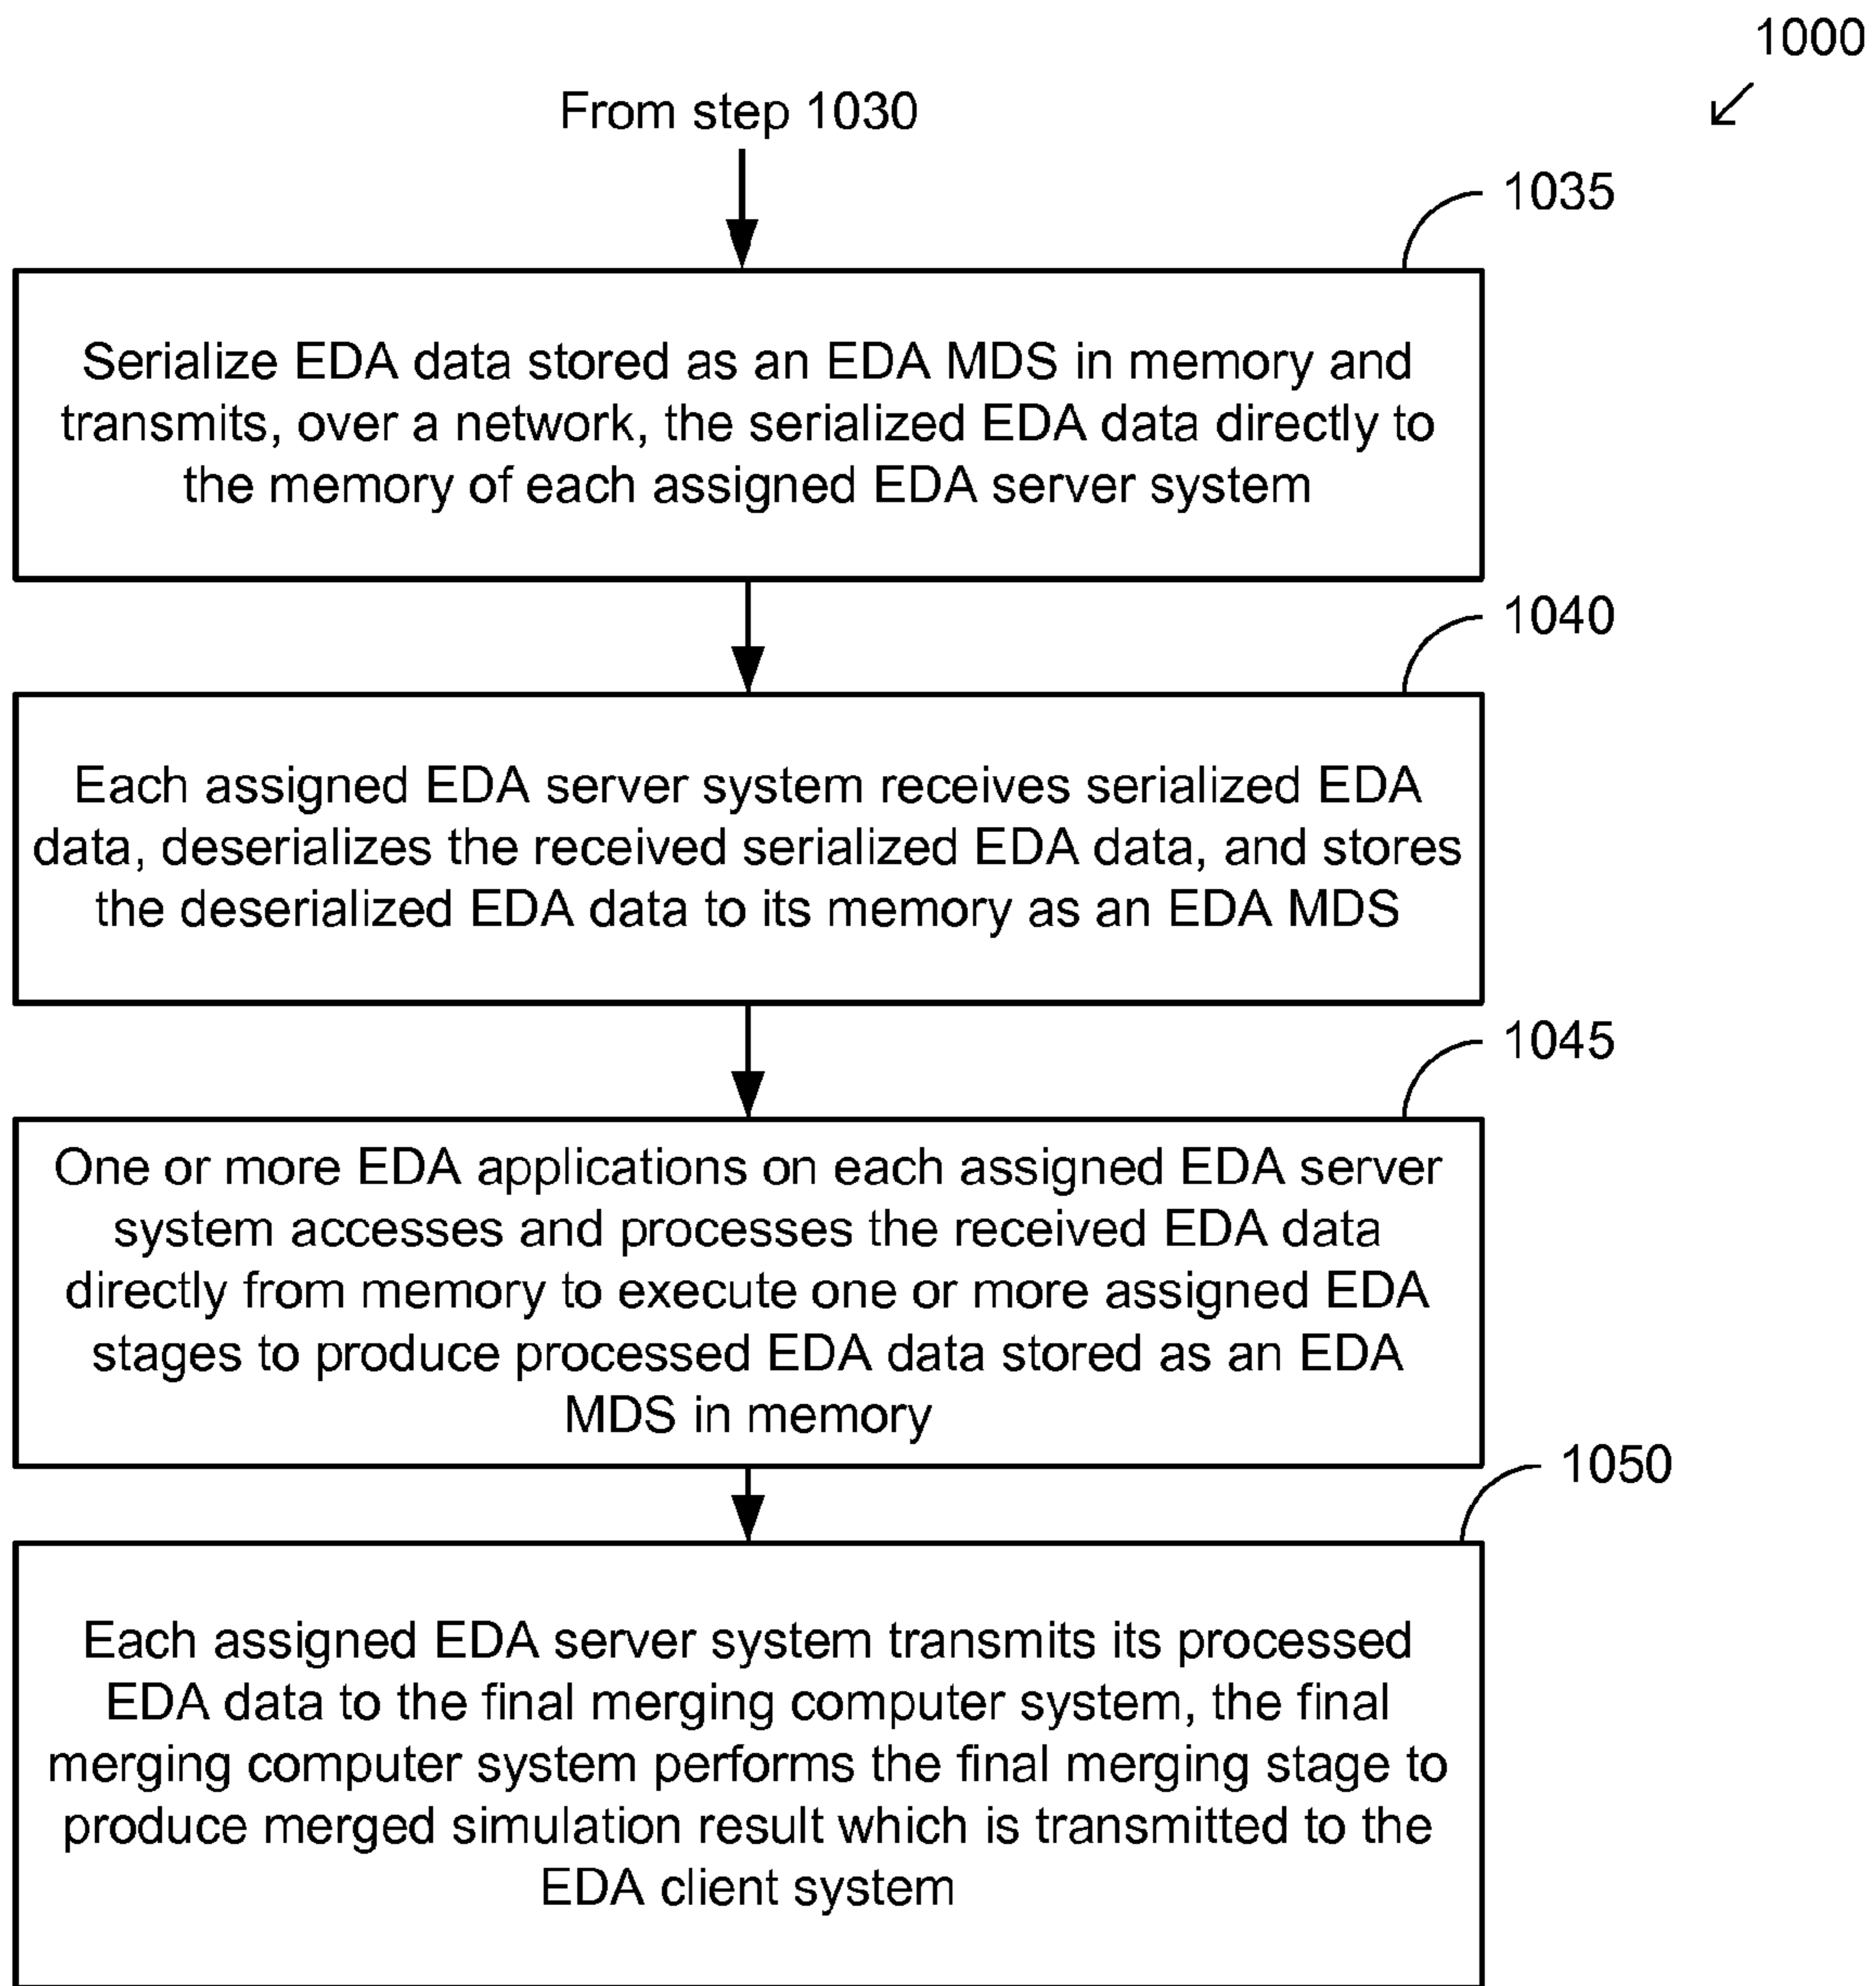 1000
From step 1030
1035
Serialize EDA data stored as an EDA MDS in memory and
transmits, over a network, the serialized EDA data directly to
the memory of each assigned EDA server system
1040
Each assigned EDA server system receives serialized EDA
data, deserializes the received serialized EDA data, and stores
the deserialized EDA data to its memory as an EDA MDS
1045
One or more EDA applications on each assigned EDA server
system accesses and processes the received EDA data
directly from memory to execute one or more assigned EDA
stages to produce processed EDA data stored as an EDA
MDS in memory
1050
Each assigned EDA server system transmits its processed
EDA data to the final merging computer system, the final
merging computer system performs the final merging stage to
produce merged simulation result which is transmitted to the
EDA client system